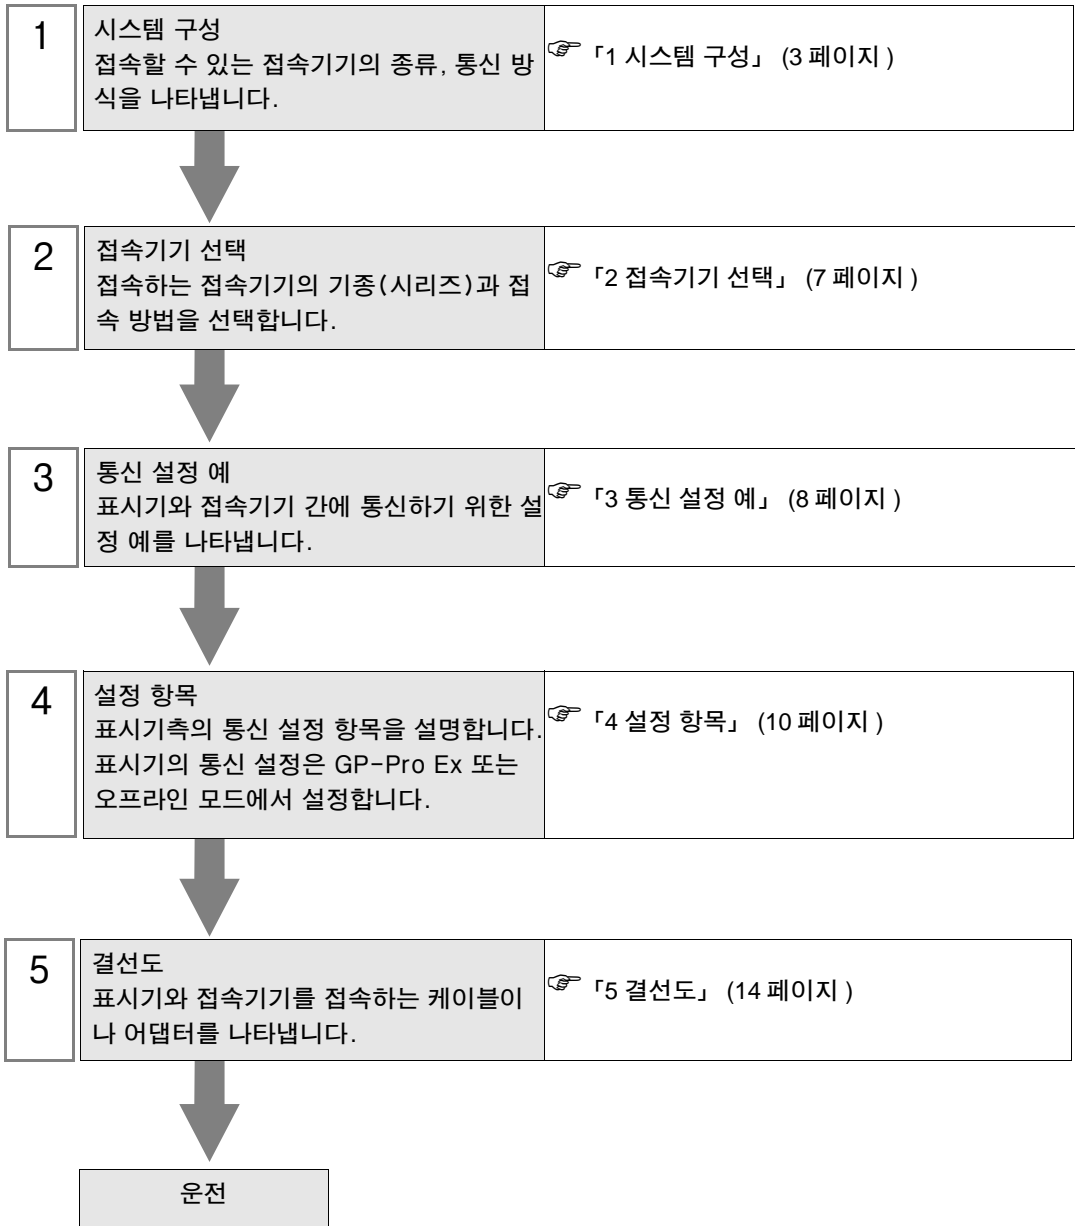 1
시스템 구성
접속할 수 있는 접속기기의 종류, 통신 방
식을 나타냅니다.
☞ 「1 시스템 구성」 (3 페이지 )
2
접속기기 선택
접속하는 접속기기의 기종(시리즈)과 접
속 방법을 선택합니다.
☞ 「2 접속기기 선택」 (7 페이지 )
3
통신 설정 예
표시기와 접속기기 간에 통신하기 위한 설
정 예를 나타냅니다.
☞ 「3 통신 설정 예」 (8 페이지 )
4
설정 항목
표시기측의 통신 설정 항목을 설명합니다.
표시기의 통신 설정은 GP-Pro Ex 또는
오프라인 모드에서 설정합니다.
☞ 「4 설정 항목」 (10 페이지 )
5
결선도
표시기와 접속기기를 접속하는 케이블이
나 어댑터를 나타냅니다.
☞ 「5 결선도」 (14 페이지 )
운전